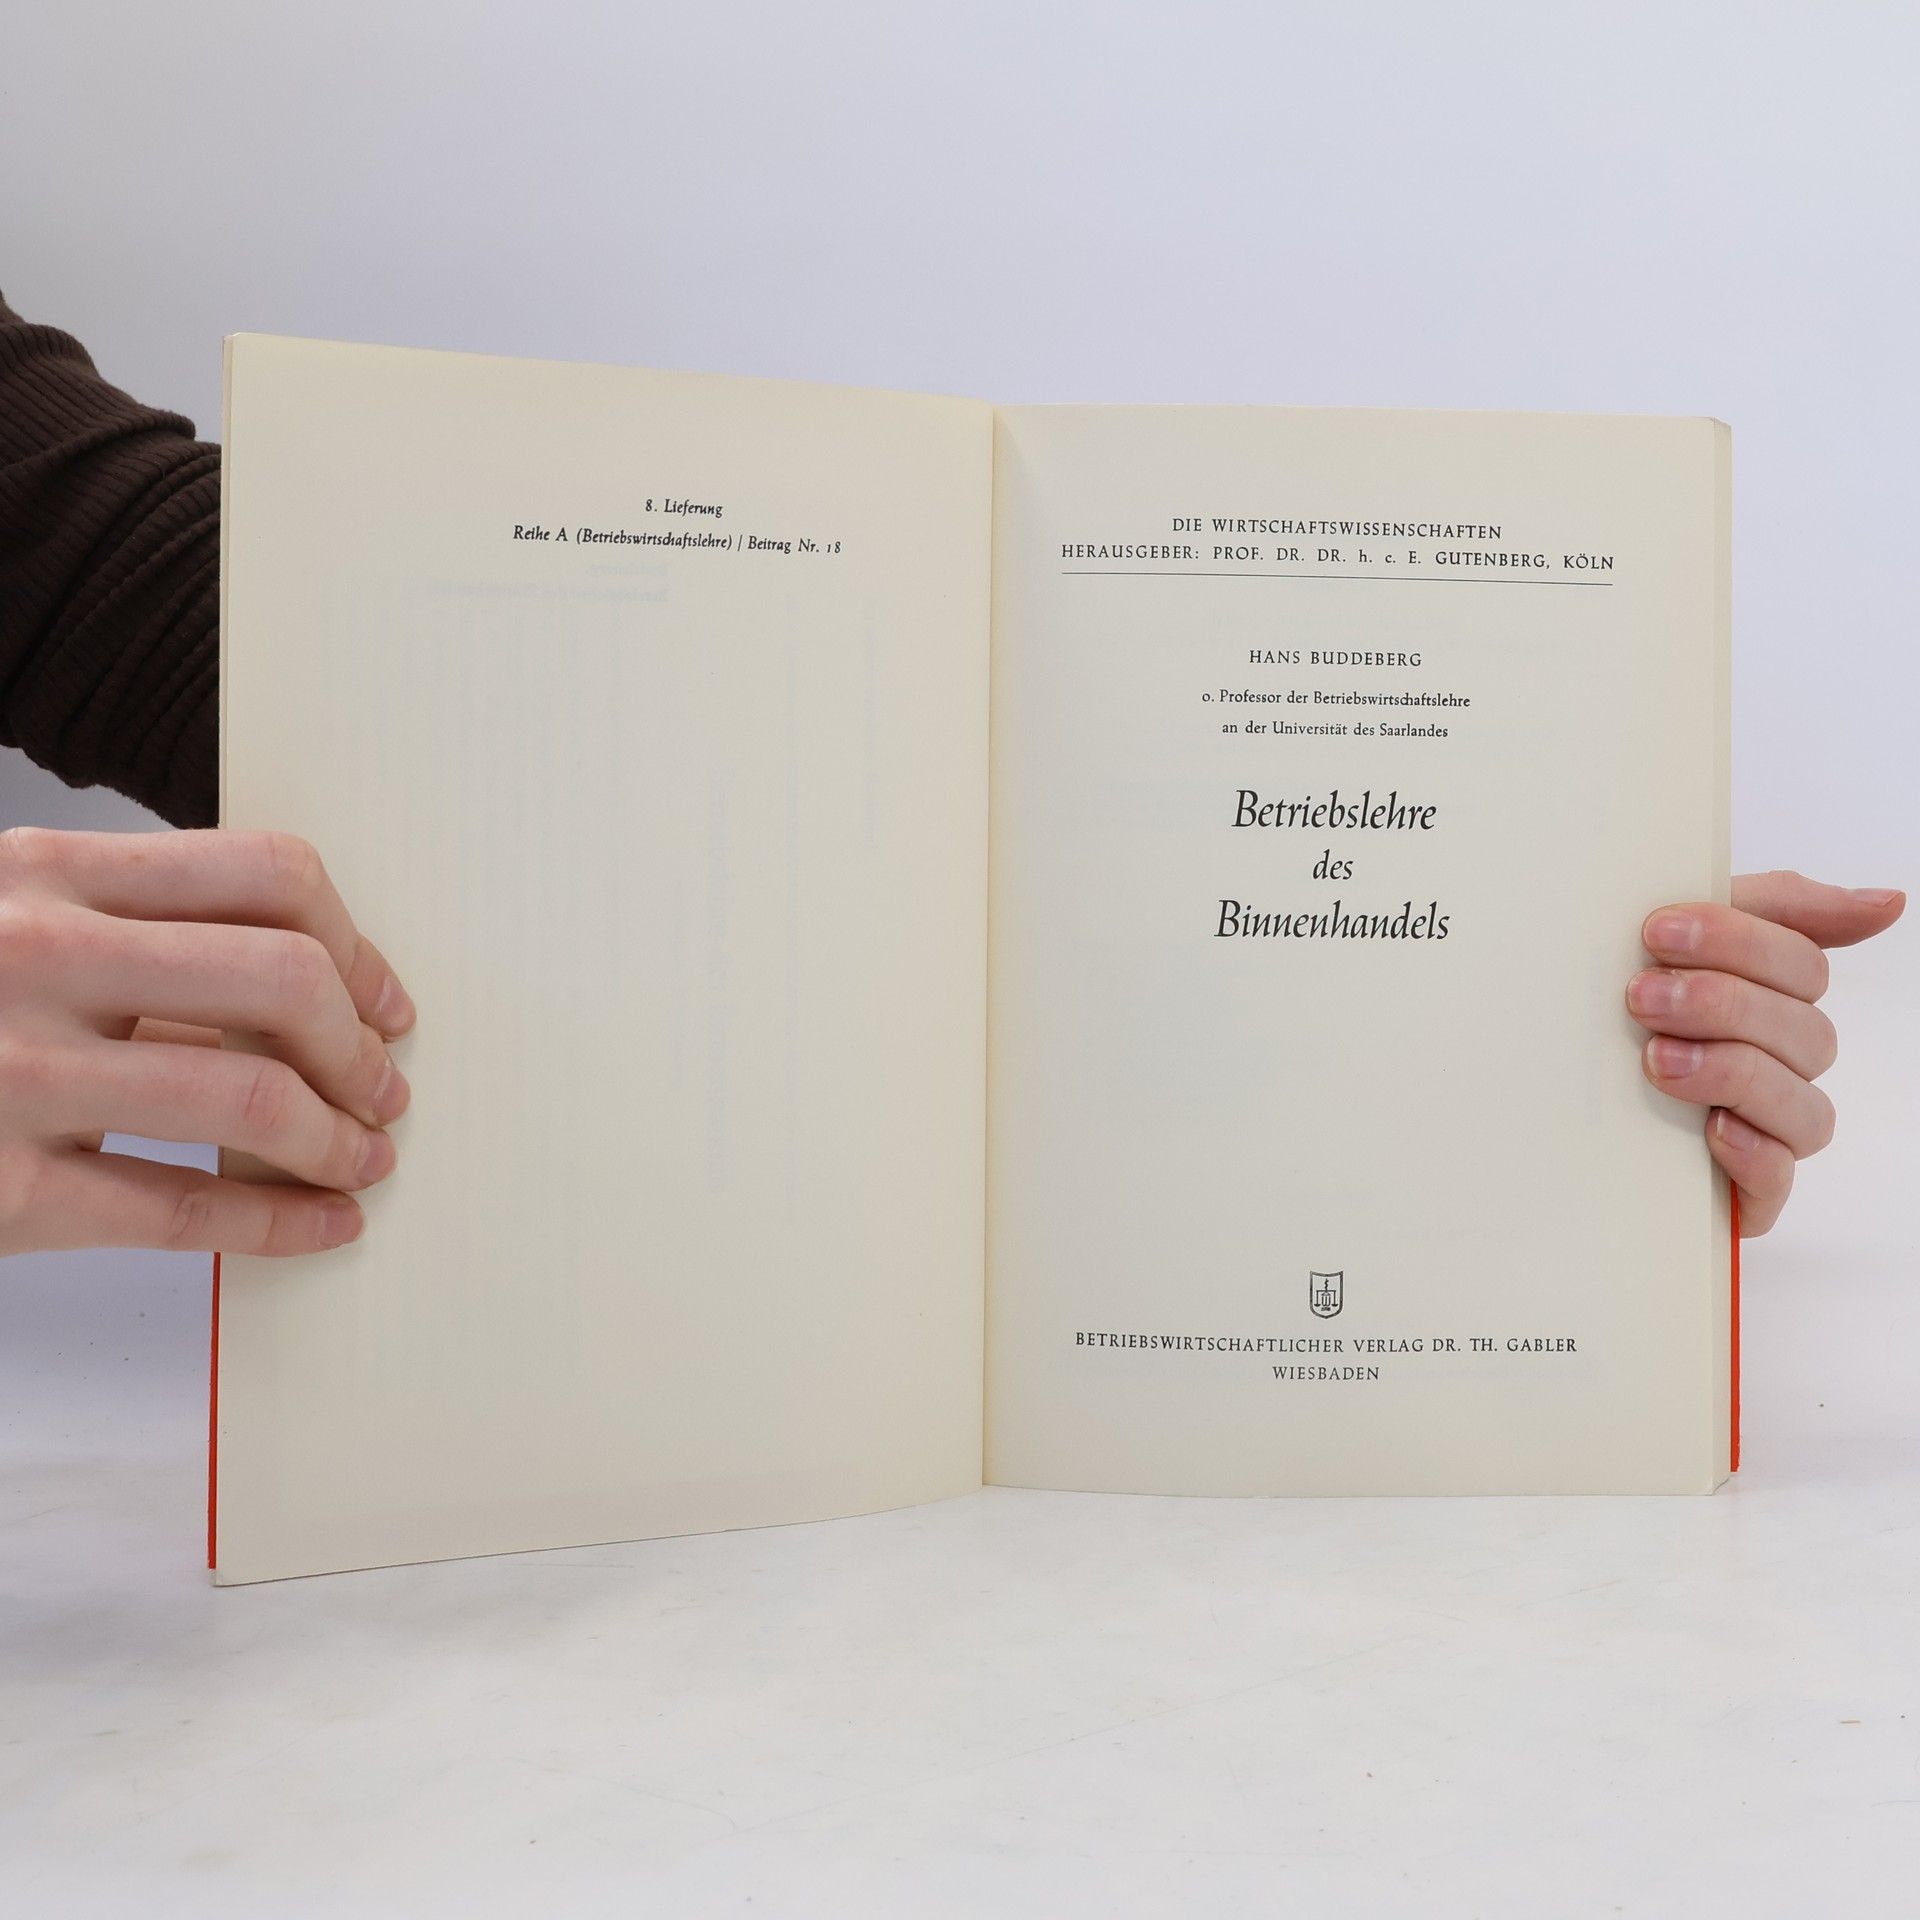 8. Lieferung
Reihe A (Betriebswirtschaftslehre) | Beitrag Nr. 18
DIE WIRTSCHAFTSWISSENSCHAFTEN
HERAUSGEBER: PROF. DR. DR. h. c. E. GUTENBERG, KÖLN
HANS BUDDEBERG
o. Professor der Betriebswirtschaftslehre
an der Universität des Saarlandes
Betriebslehre
des
Binnenhandels
BETRIEBSWIRTSCHAFTLICHER VERLAG DR. TH. GABLER
WIESBADEN